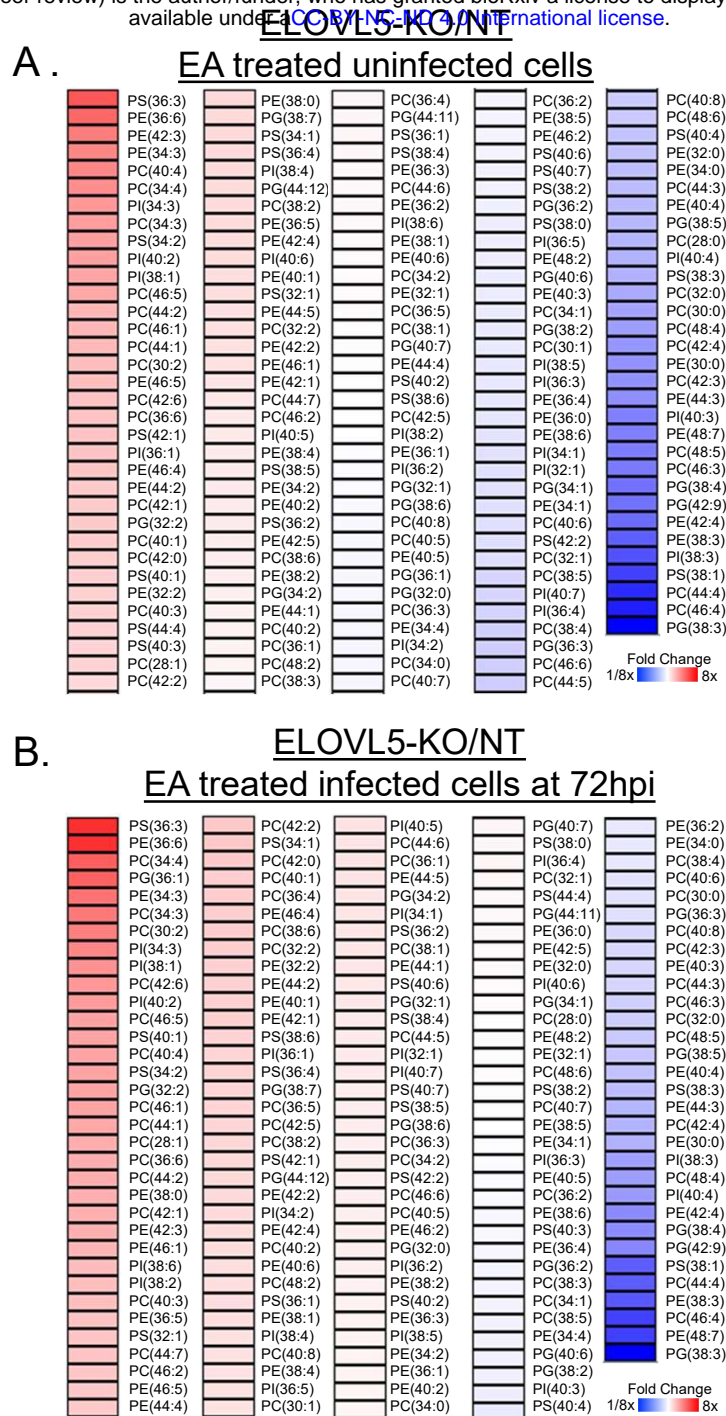 (which was not certified by peer review) is the author/funder, who has granted bioRxiv a license to display
available under aCC-BY-NC-ND 4.0 International license.
ELOVL5-KO/NT
A .
EA treated uninfected cells
PS(36:3) PE(38:0) PC(36:4) PC(36:2) PC(40:8)
PE(36:6) PG(38:7) PG(44:11) PE(38:5) PC(48:6)
PE(42:3) PS(34:1) PS(36:1) PE(46:2) PS(40:4)
PE(34:3) PS(36:4) PS(38:4) PS(40:6) PE(32:0)
PC(40:4) PI(38:4) PE(36:3) PS(40:7) PE(34:0)
PC(34:4) PG(44:12) PC(44:6) PS(38:2) PC(44:3)
PI(34:3) PC(38:2) PE(36:2) PG(36:2) PE(40:4)
PC(34:3) PE(36:5) PI(38:6) PS(38:0) PG(38:5)
PS(34:2) PE(42:4) PE(38:1) PI(36:5) PC(28:0)
PI(40:2) PI(40:6) PE(40:6) PE(48:2) PI(40:4)
PI(38:1) PE(40:1) PC(34:2) PG(40:6) PS(38:3)
PC(46:5) PS(32:1) PE(32:1) PE(40:3) PC(32:0)
PC(44:2) PE(44:5) PC(36:5) PC(34:1) PC(30:0)
PC(46:1) PC(32:2) PC(38:1) PG(38:2) PC(48:4)
PC(44:1) PE(42:2) PG(40:7) PC(30:1) PC(42:4)
PC(30:2) PE(46:1) PE(44:4) PI(38:5) PE(30:0)
PE(46:5) PE(42:1) PS(40:2) PI(36:3) PC(42:3)
PC(42:6) PC(44:7) PS(38:6) PE(36:4) PE(44:3)
PC(36:6) PC(46:2) PC(42:5) PE(36:0) PI(40:3)
PS(42:1) PI(40:5) PI(38:2) PE(38:6) PE(48:7)
PI(36:1) PE(38:4) PE(36:1) PI(34:1) PC(48:5)
PE(46:4) PS(38:5) PI(36:2) PI(32:1) PC(46:3)
PE(44:2) PE(34:2) PG(32:1) PG(34:1) PG(38:4)
PC(42:1) PE(40:2) PG(38:6) PE(34:1) PG(42:9)
PG(32:2) PS(36:2) PC(40:8) PC(40:6) PE(42:4)
PC(40:1) PE(42:5) PC(40:5) PS(42:2) PE(38:3)
PC(42:0) PC(38:6) PE(40:5) PC(32:1) PI(38:3)
PS(40:1) PE(38:2) PG(36:1) PC(38:5) PS(38:1)
PE(32:2) PG(34:2) PG(32:0) PI(40:7) PC(44:4)
PC(40:3) PE(44:1) PC(36:3) PI(36:4) PC(46:4)
PS(44:4) PC(40:2) PE(34:4) PC(38:4) PG(38:3)
PS(40:3) PC(36:1) PI(34:2) PG(36:3)
PC(28:1) PC(48:2) PC(34:0) PC(46:6)
PC(42:2) PC(38:3) PC(40:7) PC(44:5)
Fold Change
1/8x 8x
B.
ELOVL5-KO/NT
EA treated infected cells at 72hpi
PS(36:3) PC(42:2) PI(40:5) PG(40:7) PE(36:2)
PE(36:6) PS(34:1) PC(44:6) PS(38:0) PE(34:0)
PC(34:4) PC(42:0) PC(36:1) PI(36:4) PC(38:4)
PG(36:1) PC(40:1) PE(44:5) PC(32:1) PC(40:6)
PE(34:3) PC(36:4) PG(34:2) PS(44:4) PC(30:0)
PC(34:3) PE(46:4) PI(34:1) PG(44:11) PG(36:3)
PC(30:2) PC(38:6) PS(36:2) PE(36:0) PC(40:8)
PI(34:3) PC(32:2) PC(38:1) PE(42:5) PC(42:3)
PI(38:1) PE(32:2) PE(44:1) PE(32:0) PE(40:3)
PC(42:6) PE(44:2) PS(40:6) PI(40:6) PC(44:3)
PI(40:2) PE(40:1) PG(32:1) PG(34:1) PC(46:3)
PC(46:5) PE(42:1) PS(38:4) PC(28:0) PC(32:0)
PS(40:1) PS(38:6) PC(44:5) PE(48:2) PC(48:5)
PC(40:4) PI(36:1) PI(32:1) PE(32:1) PG(38:5)
PS(34:2) PS(36:4) PI(40:7) PC(48:6) PE(40:4)
PG(32:2) PG(38:7) PS(40:7) PS(38:2) PS(38:3)
PC(46:1) PC(36:5) PS(38:5) PC(40:7) PE(44:3)
PC(44:1) PC(42:5) PG(38:6) PE(38:5) PC(42:4)
PC(28:1) PC(38:2) PC(36:3) PE(34:1) PE(30:0)
PC(36:6) PS(42:1) PC(34:2) PI(36:3) PI(38:3)
PC(44:2) PG(44:12) PS(42:2) PE(40:5) PC(48:4)
PE(38:0) PE(42:2) PC(46:6) PC(36:2) PI(40:4)
PC(42:1) PI(34:2) PC(40:5) PE(38:6) PE(42:4)
PE(42:3) PE(42:4) PE(46:2) PS(40:3) PG(38:4)
PE(46:1) PC(40:2) PG(32:0) PE(36:4) PG(42:9)
PI(38:6) PE(40:6) PI(36:2) PG(36:2) PS(38:1)
PI(38:2) PC(48:2) PE(38:2) PC(38:3) PC(44:4)
PC(40:3) PS(36:1) PS(40:2) PC(34:1) PE(38:3)
PE(36:5) PE(38:1) PE(36:3) PC(38:5) PC(46:4)
PS(32:1) PI(38:4) PI(38:5) PE(34:4) PE(48:7)
PC(44:7) PC(40:8) PE(34:2) PG(40:6) PG(38:3)
PC(46:2) PE(38:4) PE(36:1) PG(38:2)
PE(46:5) PI(36:5) PE(40:2) PI(40:3)
PE(44:4) PC(30:1) PC(34:0) PS(40:4)
Fold Change
1/8x 8x